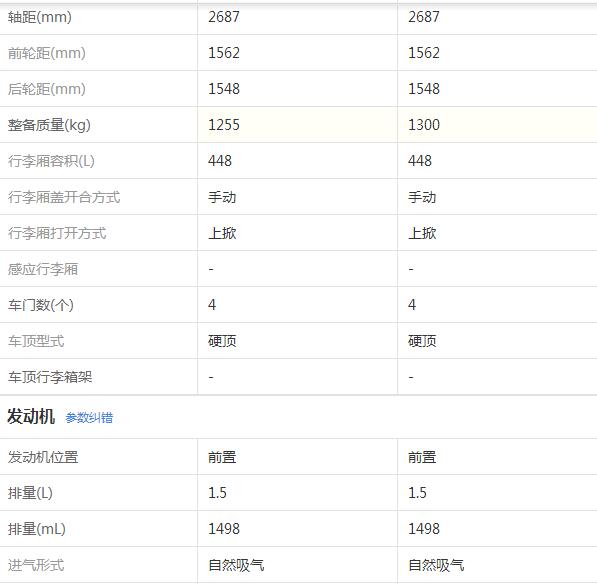 轴距(mm) 2687 2687
前轮距(mm) 1562 1562
后轮距(mm) 1548 1548
整备质量(kg) 1255 1300
行李厢容积(L) 448 448
行李厢盖开合方式 手动 手动
行李厢打开方式 上掀 上掀
感应行李厢 - -
车门数(个) 4 4
车顶型式 硬顶 硬顶
车顶行李箱架 - -
发动机 参数纠错
发动机位置 前置 前置
排量(L) 1.5 1.5
排量(mL) 1498 1498
进气形式 自然吸气 自然吸气